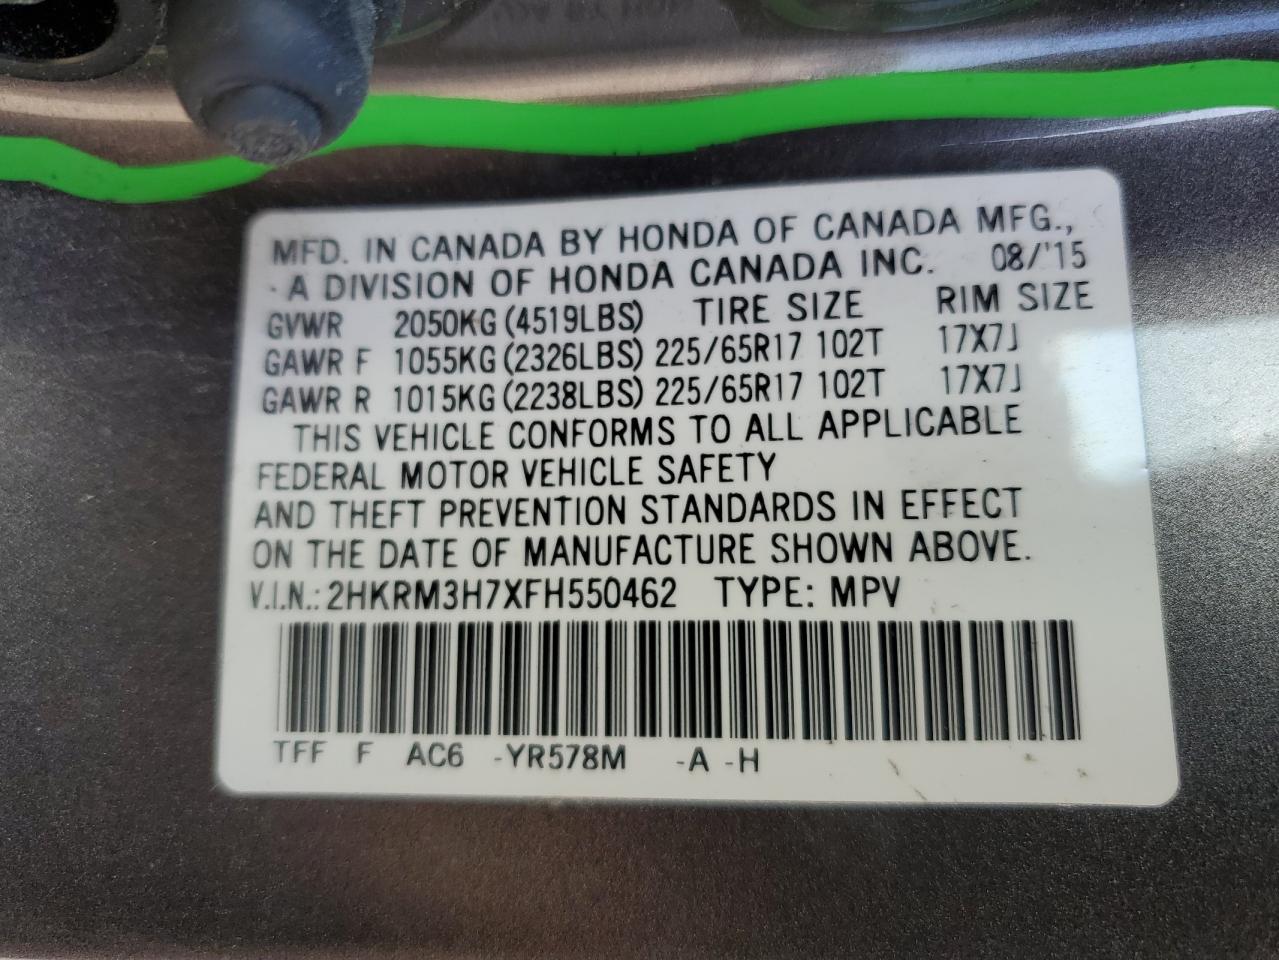 MFD. IN CANADA BY HONDA OF CANADA MFG.,
A DIVISION OF HONDA CANADA INC. 08/'15
GVWR 2050KG(4519LBS) TIRE SIZE RIM SIZE
GAWR F 1055KG(2326LBS) 225/65R17 102T 17X7J
GAWR R 1015KG(2238LBS) 225/65R17 102T 17X7J
THIS VEHICLE CONFORMS TO ALL APPLICABLE
FEDERAL MOTOR VEHICLE SAFETY
AND THEFT PREVENTION STANDARDS IN EFFECT
ON THE DATE OF MANUFACTURE SHOWN ABOVE.
V.I.N.: 2HKRM3H7XFH550462 TYPE: MPV
TFF F AC6 -YR578M -A -H